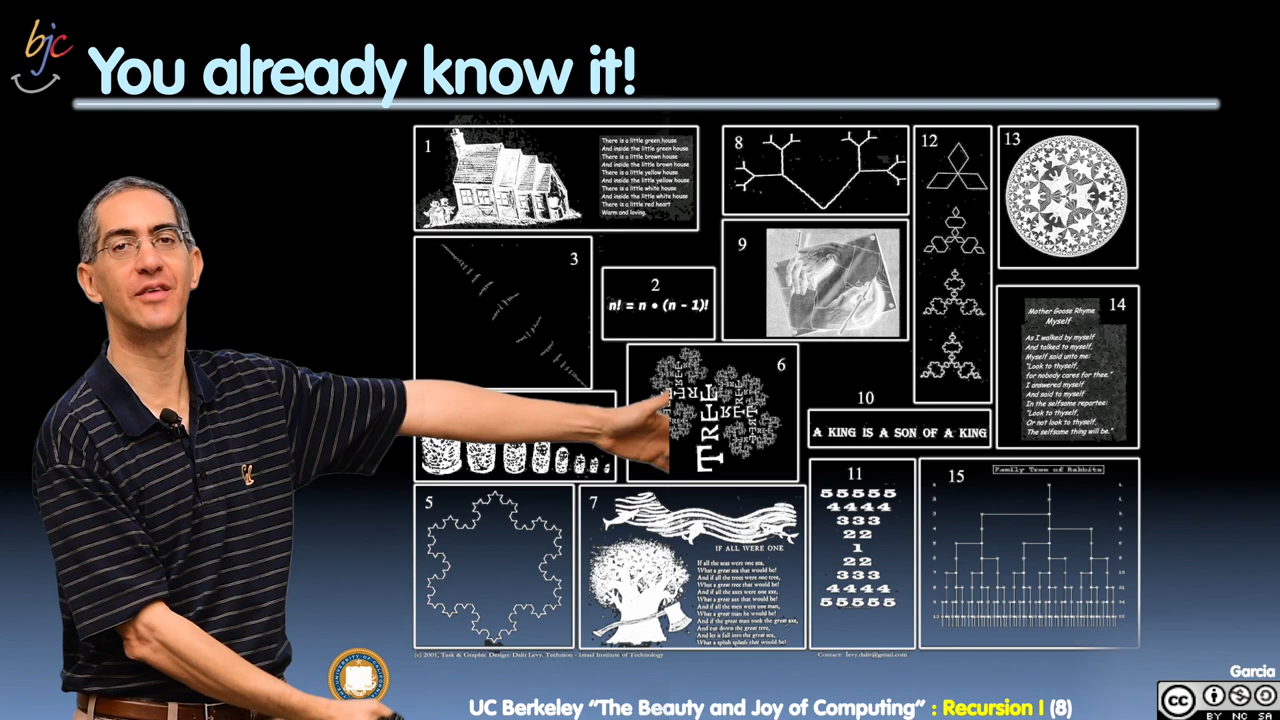 bjc
You already know it!
1
There is a little green house
And inside the little green house
There is a little brown house
And inside the little brown house
There is a little yellow house
And inside the little yellow house
There is a little white house
And inside the little white house
There is a little red heart
Warm and loving.
8
12
13
3
2
n! = n • (n - 1)!
9
14
Mother Goose Rhyme
Myself
As I walked by myself
And talked to myself,
Myself said unto me:
"Look to thyself,
for nobody cares for thee."
I answered myself
And said to myself
In the selfsame repartee:
"Look to thyself,
Or not look to thyself,
The selfsame thing will be."
6
TREE
10
A KING IS A SON OF A KING
5
7
IF ALL WERE ONE
If all the seas were one sea,
What a great sea that would be!
And if all the trees were one tree,
What a great tree that would be!
And if all the axes were one axe,
What a great axe that would be!
And if all the men were one man,
What a great man he would be!
And if the great man took the great axe,
And cut down the great tree,
And let it fall into the great sea,
What a splish splash that would be!
11
55555
4444
333
22
1
22
333
4444
55555
15
Family Tree of Rabbits
(c) 2001, Task & Graphic Design: Dalit Levy, Technion - Israel Institute of Technology
Contact: levy.dalit@gmail.com
Garcia
UC Berkeley "The Beauty and Joy of Computing" : Recursion I (8)
cc
BY NC SA